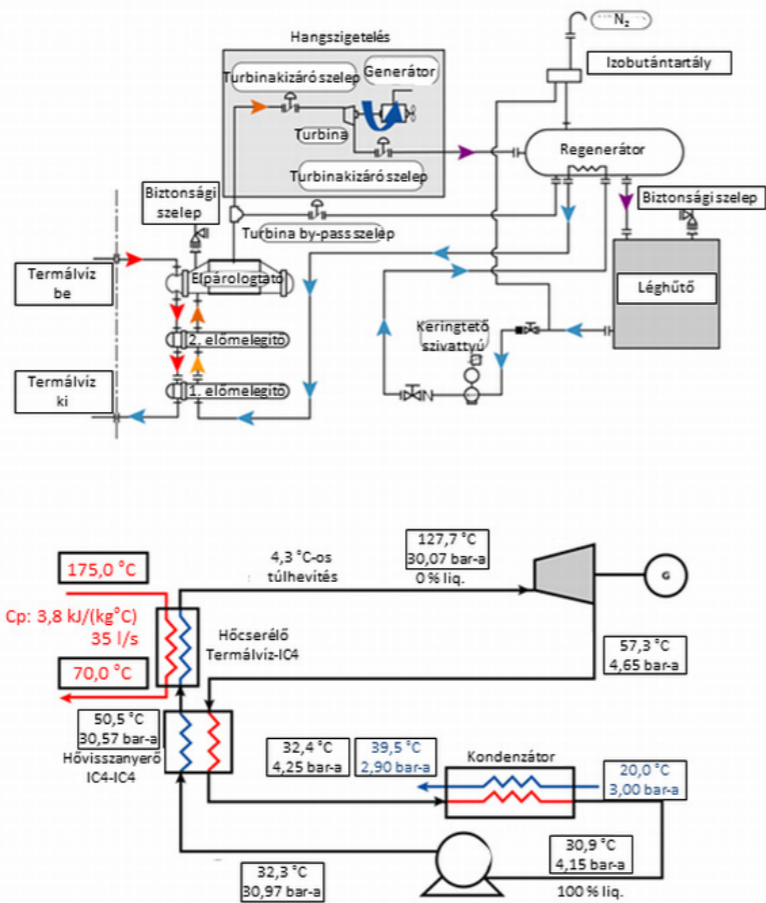 N₂
Hangszigetelés
Generátor
Turbinakizáró szelep
Izobutántartály
Turbina
Regenerátor
Turbinakizáró szelep
Biztonsági
szelep
Biztonsági szelep
Turbina by-pass szelep
Termálvíz
be
Elpárologtató
Léghűtő
Keringtető
szivattyú
2. előmelegítő
Termálvíz
ki
1. előmelegítő
127,7 °C
30,07 bar-a
0 % liq.
175,0 °C
4,3 °C-os
túlhevítés
G
Cp: 3,8 kJ/(kg°C)
35 l/s
Hőcserélő
Termálvíz-IC4
57,3 °C
4,65 bar-a
70,0 °C
50,5 °C
30,57 bar-a
Hővisszanyerő
IC4-IC4
32,4 °C
4,25 bar-a
39,5 °C
2,90 bar-a
Kondenzátor
20,0 °C
3,00 bar-a
30,9 °C
4,15 bar-a
100 % liq.
32,3 °C
30,97 bar-a